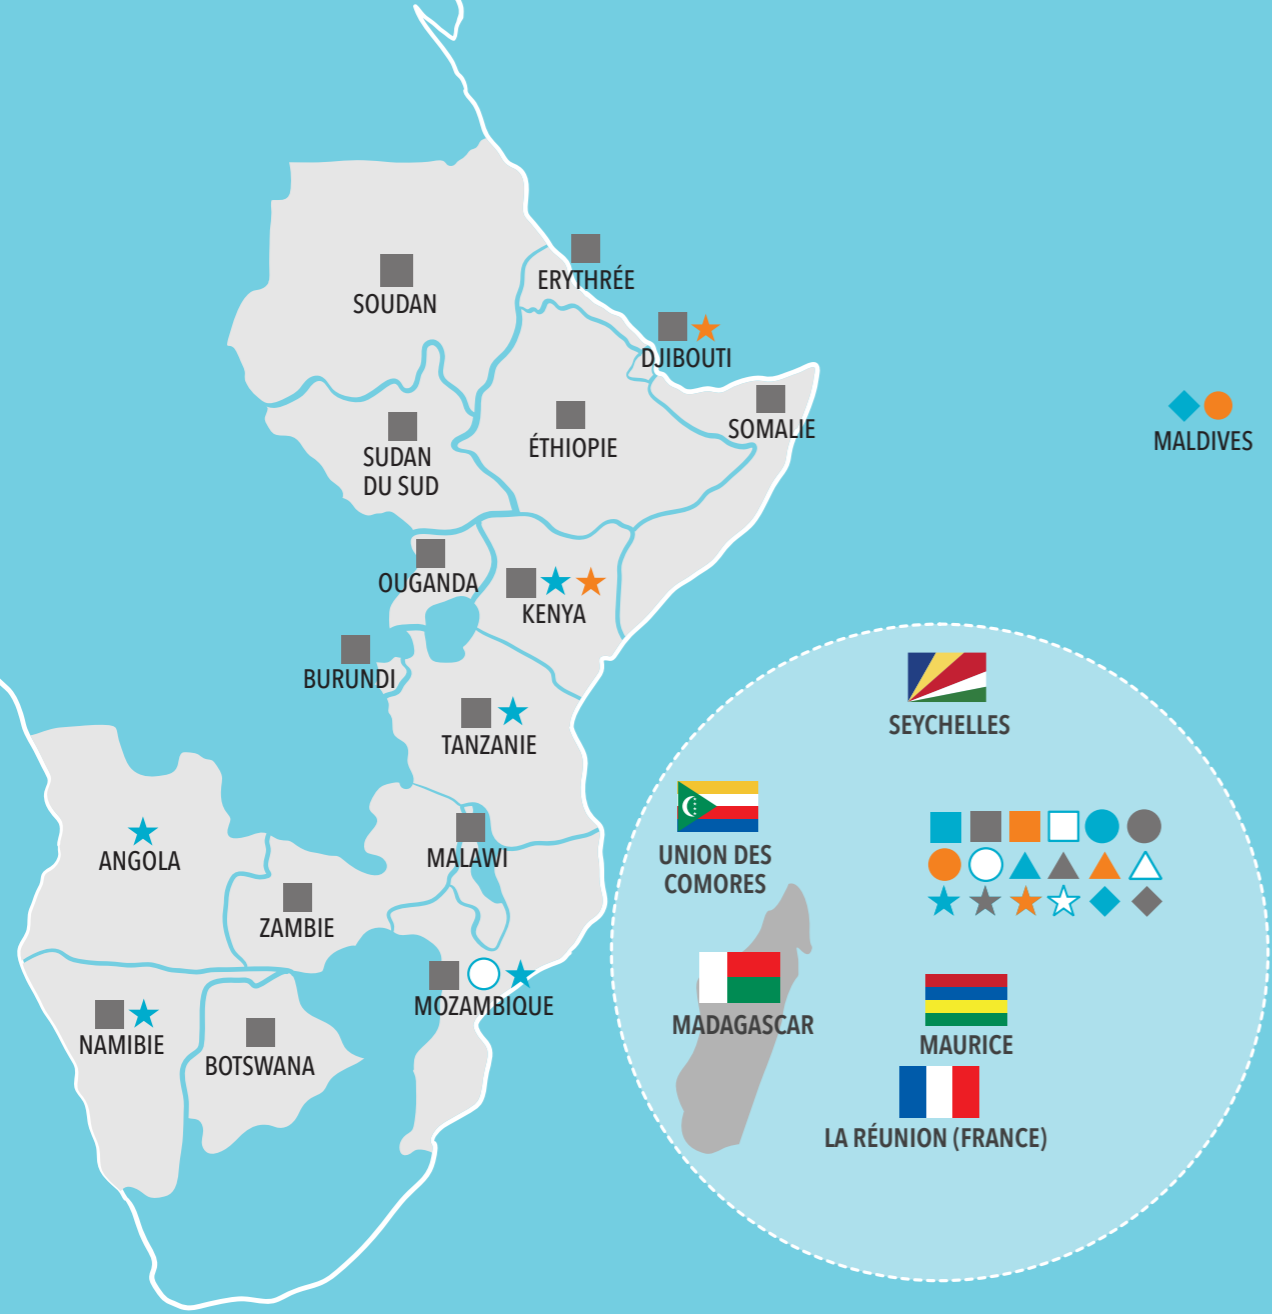 ERYTHRÉE
SOUDAN
DJIBOUTI
SOMALIE
ÉTHIOPIE
MALDIVES
SUDAN
DU SUD
OUGANDA
KENYA
BURUNDI
TANZANIE
SEYCHELLES
ANGOLA
MALAWI
UNION DES
COMORES
ZAMBIE
MOZAMBIQUE
MADAGASCAR
NAMIBIE
MAURICE
BOTSWANA
LA RÉUNION (FRANCE)